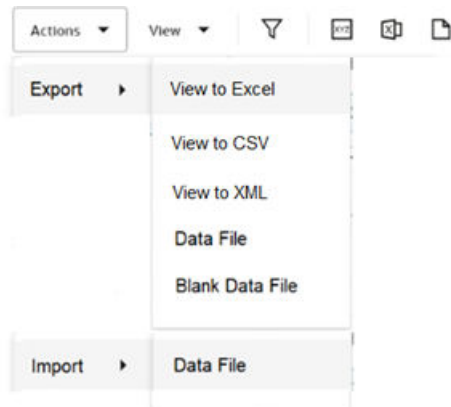 Actions View XYZ X
Export View to Excel
View to CSV
View to XML
Data File
Blank Data File
Import Data File